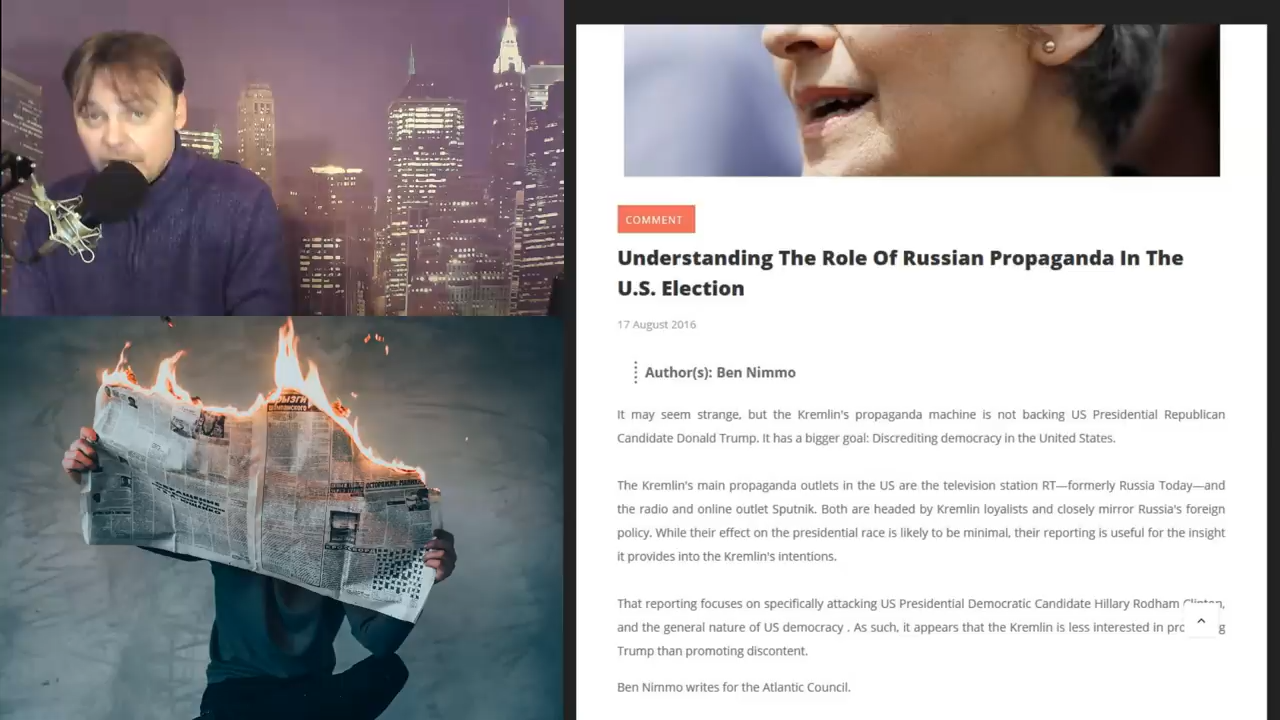 COMMENT
Understanding The Role Of Russian Propaganda In The
U.S. Election
17 August 2016
Author(s): Ben Nimmo
It may seem strange, but the Kremlin's propaganda machine is not backing US Presidential Republican
Candidate Donald Trump. It has a bigger goal: Discrediting democracy in the United States.
The Kremlin's main propaganda outlets in the US are the television station RT—formerly Russia Today—and
the radio and online outlet Sputnik. Both are headed by Kremlin loyalists and closely mirror Russia's foreign
policy. While their effect on the presidential race is likely to be minimal, their reporting is useful for the insight
it provides into the Kremlin's intentions.
That reporting focuses on specifically attacking US Presidential Democratic Candidate Hillary Rodham Clinton,
and the general nature of US democracy . As such, it appears that the Kremlin is less interested in
Trump than promoting discontent.
Ben Nimmo writes for the Atlantic Council.